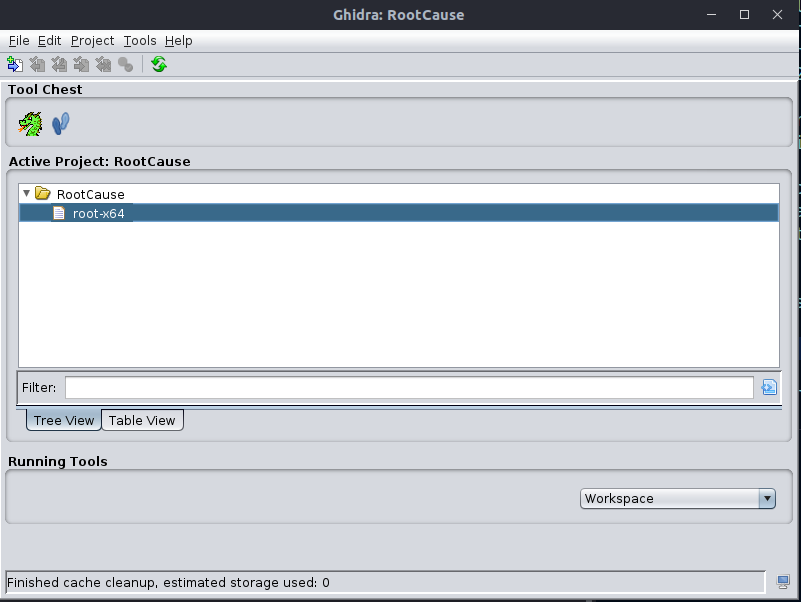 Ghidra: RootCause
File Edit Project Tools Help
Tool Chest
Active Project: RootCause
RootCause
root-x64
Filter:
Tree View Table View
Running Tools
Workspace
Finished cache cleanup, estimated storage used: 0